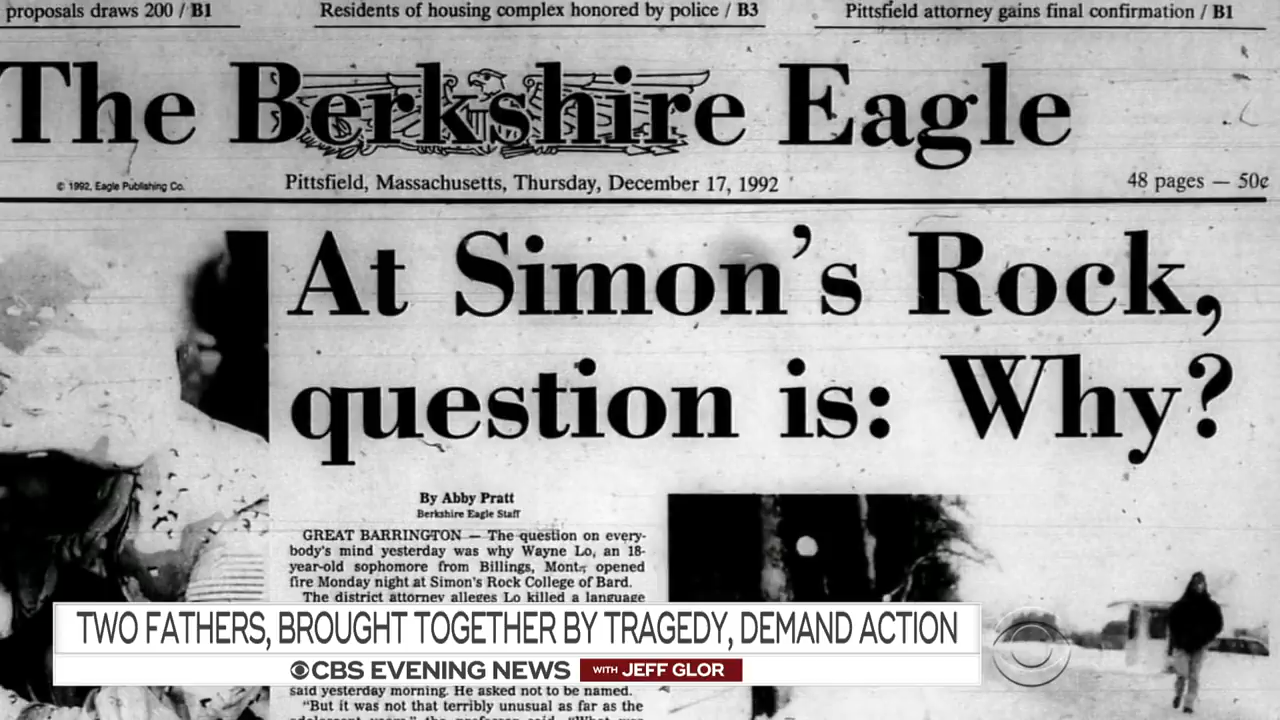 proposals draws 200 / B1
Residents of housing complex honored by police / B3
Pittsfield attorney gains final confirmation / B1
The Berkshire Eagle
© 1992, Eagle Publishing Co.
Pittsfield, Massachusetts, Thursday, December 17, 1992
48 pages — 50¢
At Simon's Rock,
question is: Why?
By Abby Pratt
Berkshire Eagle Staff
GREAT BARRINGTON — The question on every-
body's mind yesterday was why Wayne Lo, an 18-
year-old sophomore from Billings, Mont., opened
fire Monday night at Simon's Rock College of Bard.
The district attorney alleges Lo killed a language
TWO FATHERS, BROUGHT TOGETHER BY TRAGEDY, DEMAND ACTION
CBS EVENING NEWS WITH JEFF GLOR
said yesterday morning. He asked not to be named.
"But it was not that terribly unusual as far as the